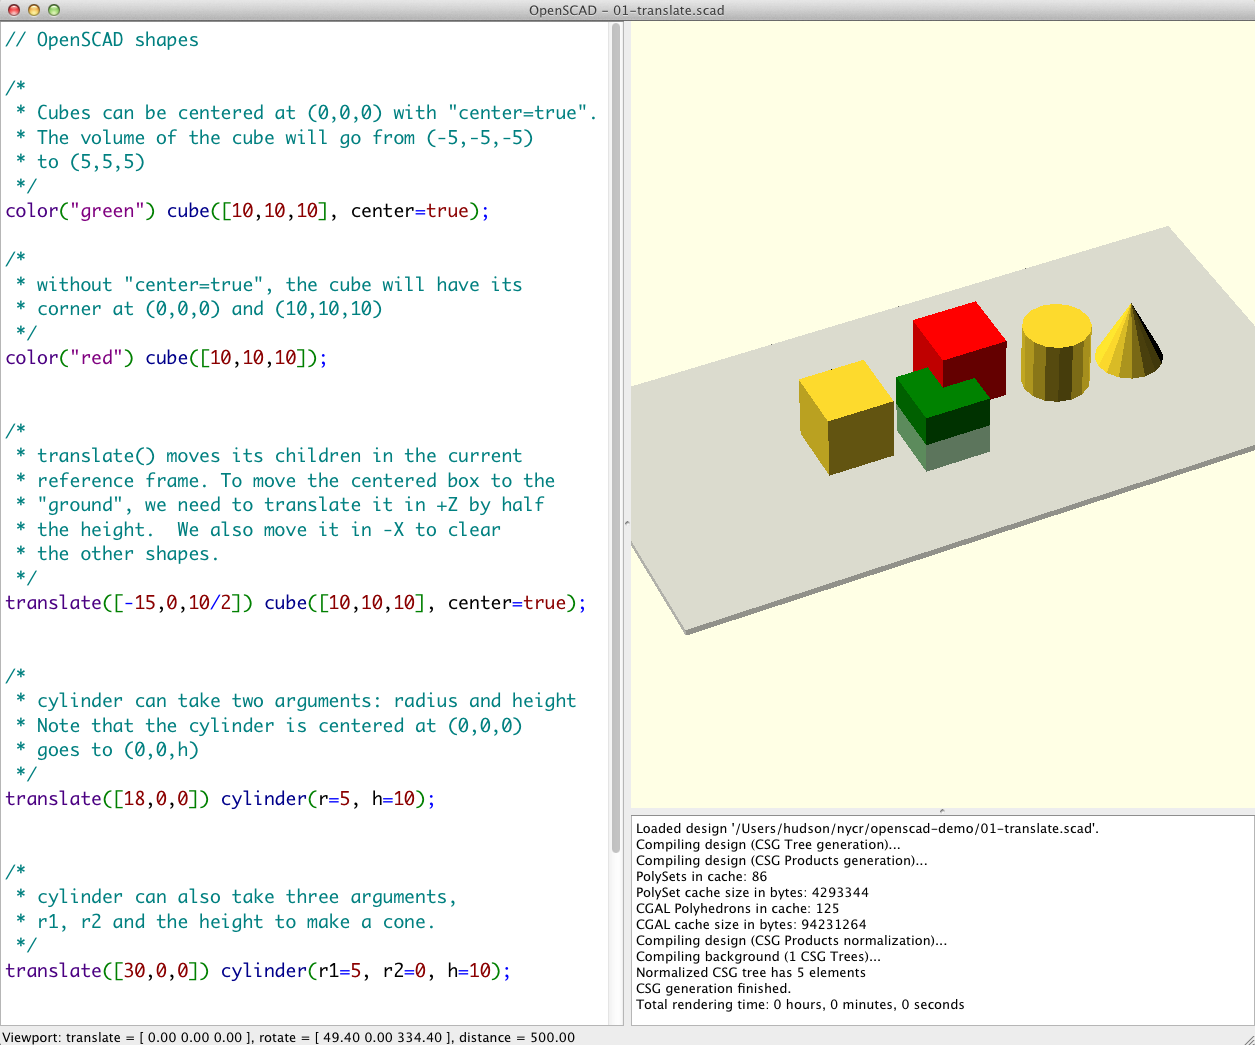 OpenSCAD – 01-translate.scad
// OpenSCAD shapes
/*
* Cubes can be centered at (0,0,0) with "center=true".
* The volume of the cube will go from (-5,-5,-5)
* to (5,5,5)
*/
color("green") cube([10,10,10], center=true);
/*
* without "center=true", the cube will have its
* corner at (0,0,0) and (10,10,10)
*/
color("red") cube([10,10,10]);
/*
* translate() moves its children in the current
* reference frame. To move the centered box to the
* "ground", we need to translate it in +Z by half
* the height.  We also move it in -X to clear
* the other shapes.
*/
translate([-15,0,10/2]) cube([10,10,10], center=true);
/*
* cylinder can take two arguments: radius and height
* Note that the cylinder is centered at (0,0,0)
* goes to (0,0,h)
*/
translate([18,0,0]) cylinder(r=5, h=10);
/*
* cylinder can also take three arguments,
* r1, r2 and the height to make a cone.
*/
translate([30,0,0]) cylinder(r1=5, r2=0, h=10);
Loaded design '/Users/hudson/nycr/openscad-demo/01-translate.scad'.
Compiling design (CSG Tree generation)...
Compiling design (CSG Products generation)...
PolySets in cache: 86
PolySet cache size in bytes: 4293344
CGAL Polyhedrons in cache: 125
CGAL cache size in bytes: 94231264
Compiling design (CSG Products normalization)...
Compiling background (1 CSG Trees)...
Normalized CSG tree has 5 elements
CSG generation finished.
Total rendering time: 0 hours, 0 minutes, 0 seconds
Viewport: translate = [ 0.00 0.00 0.00 ], rotate = [ 49.40 0.00 334.40 ], distance = 500.00